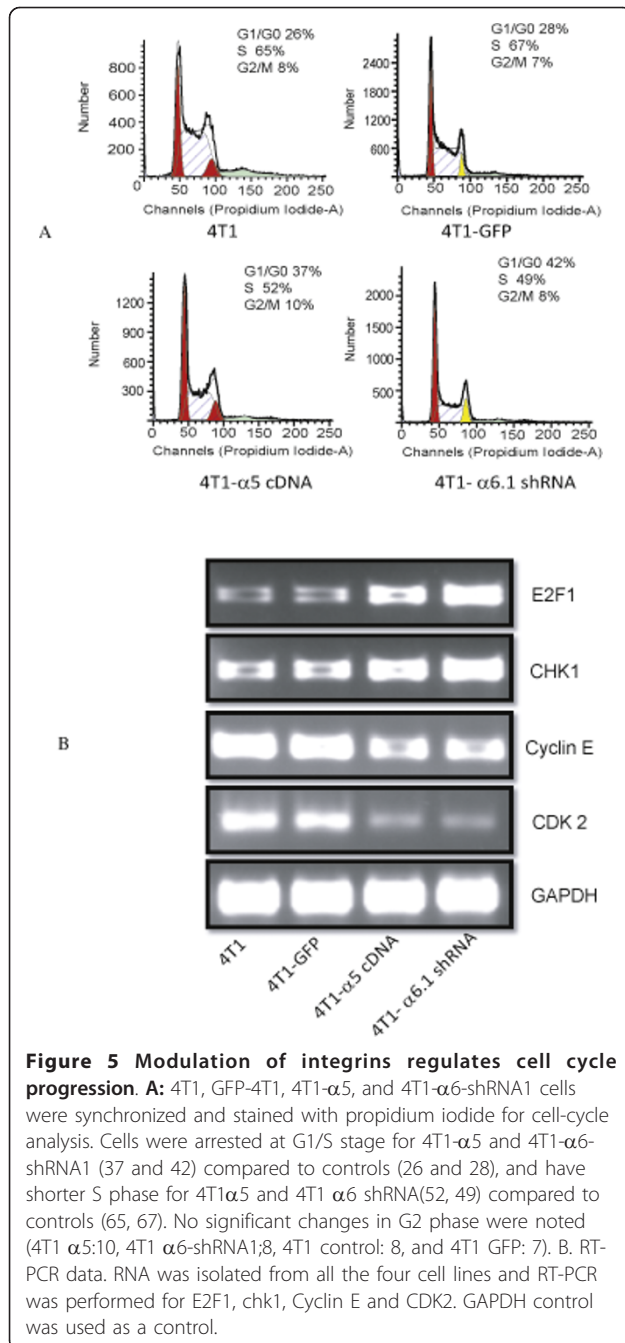 G1/G0 26%
S 65%
G2/M 8%
Number
800
600
400
200
0
0 50 100 150 200 250
Channels (Propidium Iodide-A)
4T1
G1/G0 28%
S 67%
G2/M 7%
Number
2400
1800
1200
600
0 50 100 150 200 250
Channels (Propidium Iodide-A)
4T1-GFP
A
G1/G0 37%
S 52%
G2/M 10%
Number
1200
900
600
300
0 50 100 150 200 250
Channels (Propidium Iodide-A)
4T1-α5 cDNA
G1/G0 42%
S 49%
G2/M 8%
Number
2000
1500
1000
500
0 50 100 150 200 250
Channels (Propidium Iodide-A)
4T1- α6.1 shRNA
B
E2F1
CHK1
Cyclin E
CDK 2
GAPDH
4T1
4T1-GFP
4T1-α5 cDNA
4T1- α6.1 shRNA
Figure 5 Modulation of integrins regulates cell cycle
progression. A: 4T1, GFP-4T1, 4T1-α5, and 4T1-α6-shRNA1 cells
were synchronized and stained with propidium iodide for cell-cycle
analysis. Cells were arrested at G1/S stage for 4T1-α5 and 4T1-α6-
shRNA1 (37 and 42) compared to controls (26 and 28), and have
shorter S phase for 4T1α5 and 4T1 α6 shRNA(52, 49) compared to
controls (65, 67). No significant changes in G2 phase were noted
(4T1 α5:10, 4T1 α6-shRNA1;8, 4T1 control: 8, and 4T1 GFP: 7). B. RT-
PCR data. RNA was isolated from all the four cell lines and RT-PCR
was performed for E2F1, chk1, Cyclin E and CDK2. GAPDH control
was used as a control.